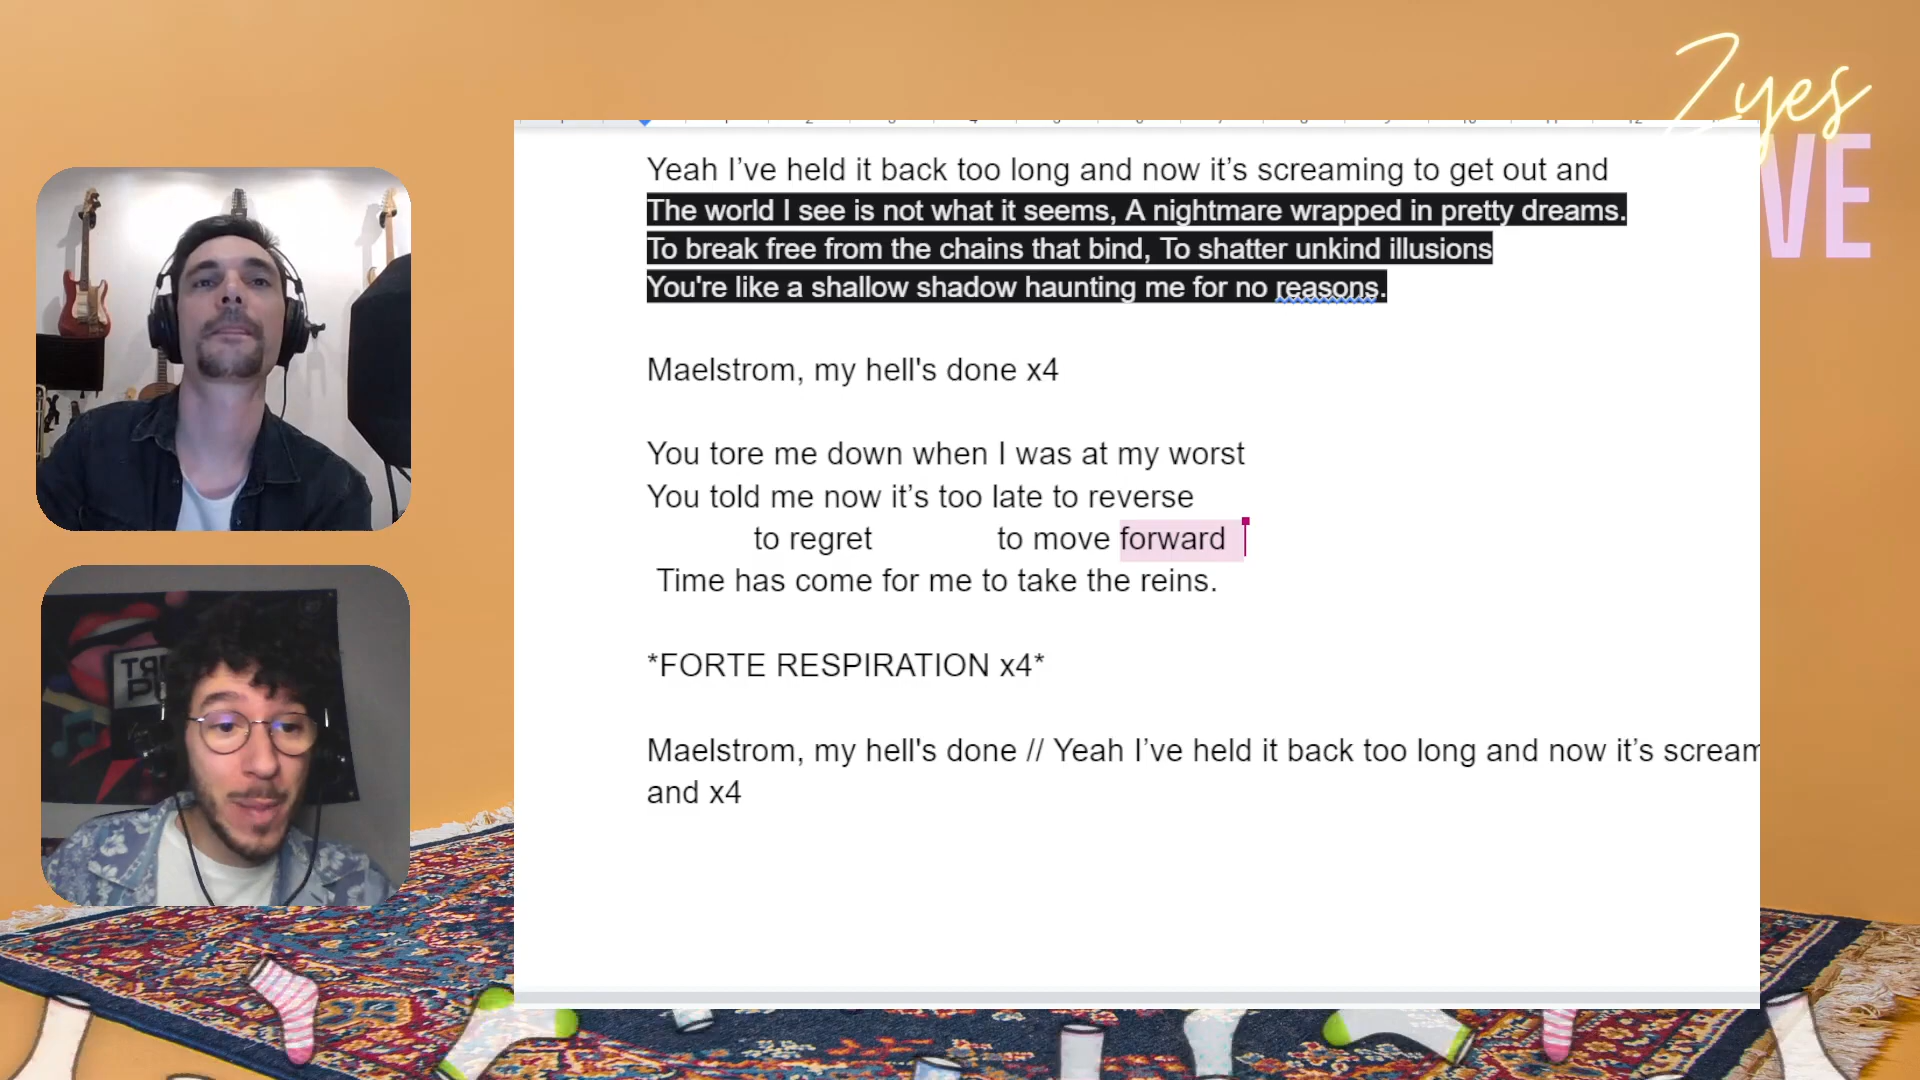 Zyes
VE
Yeah I’ve held it back too long and now it’s screaming to get out and
The world I see is not what it seems, A nightmare wrapped in pretty dreams.
To break free from the chains that bind, To shatter unkind illusions
You're like a shallow shadow haunting me for no reasons.
Maelstrom, my hell's done x4
You tore me down when I was at my worst
You told me now it’s too late to reverse
to regret to move forward
Time has come for me to take the reins.
*FORTE RESPIRATION x4*
Maelstrom, my hell's done // Yeah I’ve held it back too long and now it’s scream
and x4